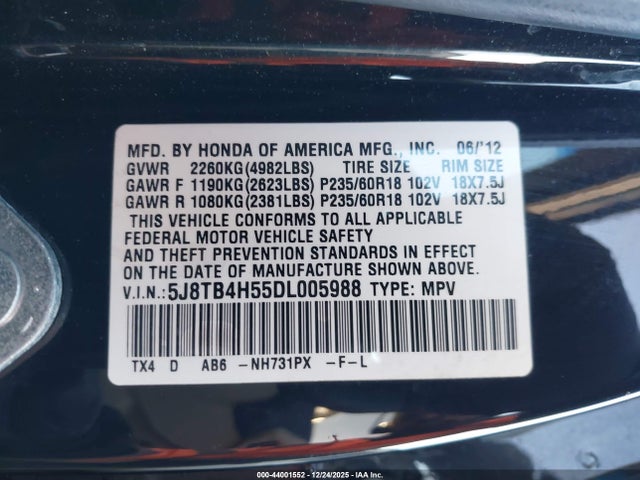 MFD. BY HONDA OF AMERICA MFG., INC. 06/'12
GVWR 2260KG(4982LBS) TIRE SIZE RIM SIZE
GAWR F 1190KG(2623LBS) P235/60R18 102V 18X7.5J
GAWR R 1080KG(2381LBS) P235/60R18 102V 18X7.5J
THIS VEHICLE CONFORMS TO ALL APPLICABLE
FEDERAL MOTOR VEHICLE SAFETY
AND THEFT PREVENTION STANDARDS IN EFFECT
ON THE DATE OF MANUFACTURE SHOWN ABOVE.
V.I.N.:5J8TB4H55DL005988 TYPE: MPV
TX4 D AB6 -NH731PX -F-L
000-44001552 - 12/24/2025 - IAA Inc.